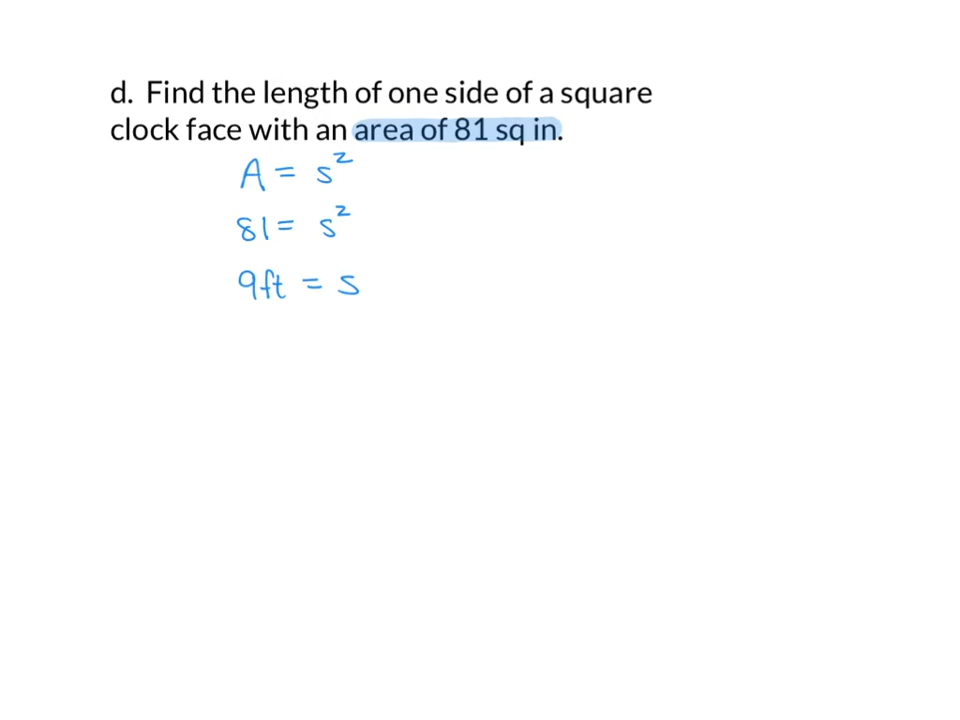 d. Find the length of one side of a square
clock face with an area of 81 sq in.
A = s²
81 = s²
9ft = s